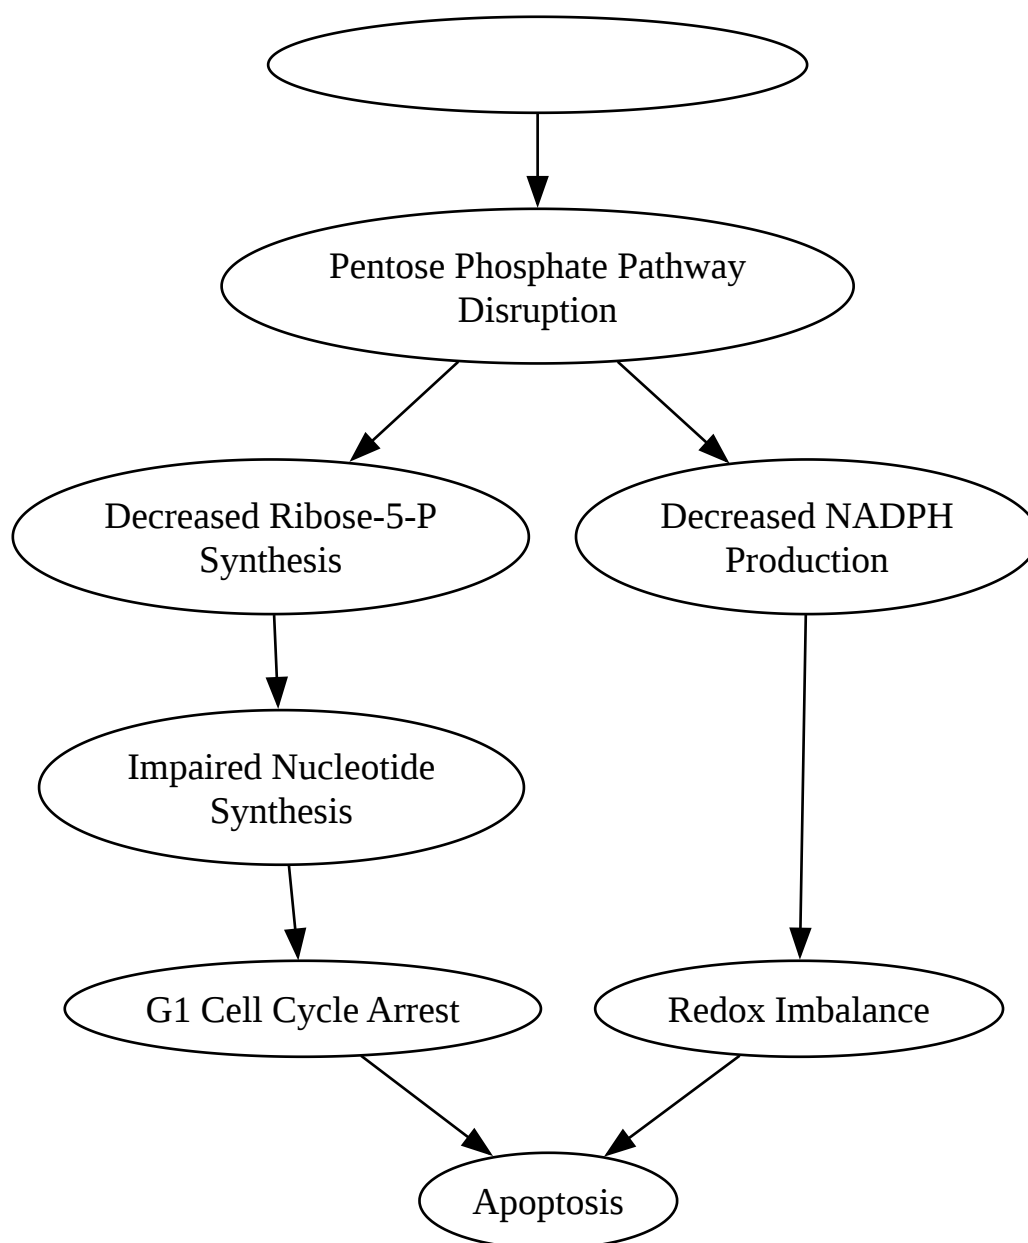 Pentose Phosphate Pathway
Disruption
Decreased Ribose-5-P
Synthesis
Decreased NADPH
Production
Impaired Nucleotide
Synthesis
G1 Cell Cycle Arrest
Redox Imbalance
Apoptosis